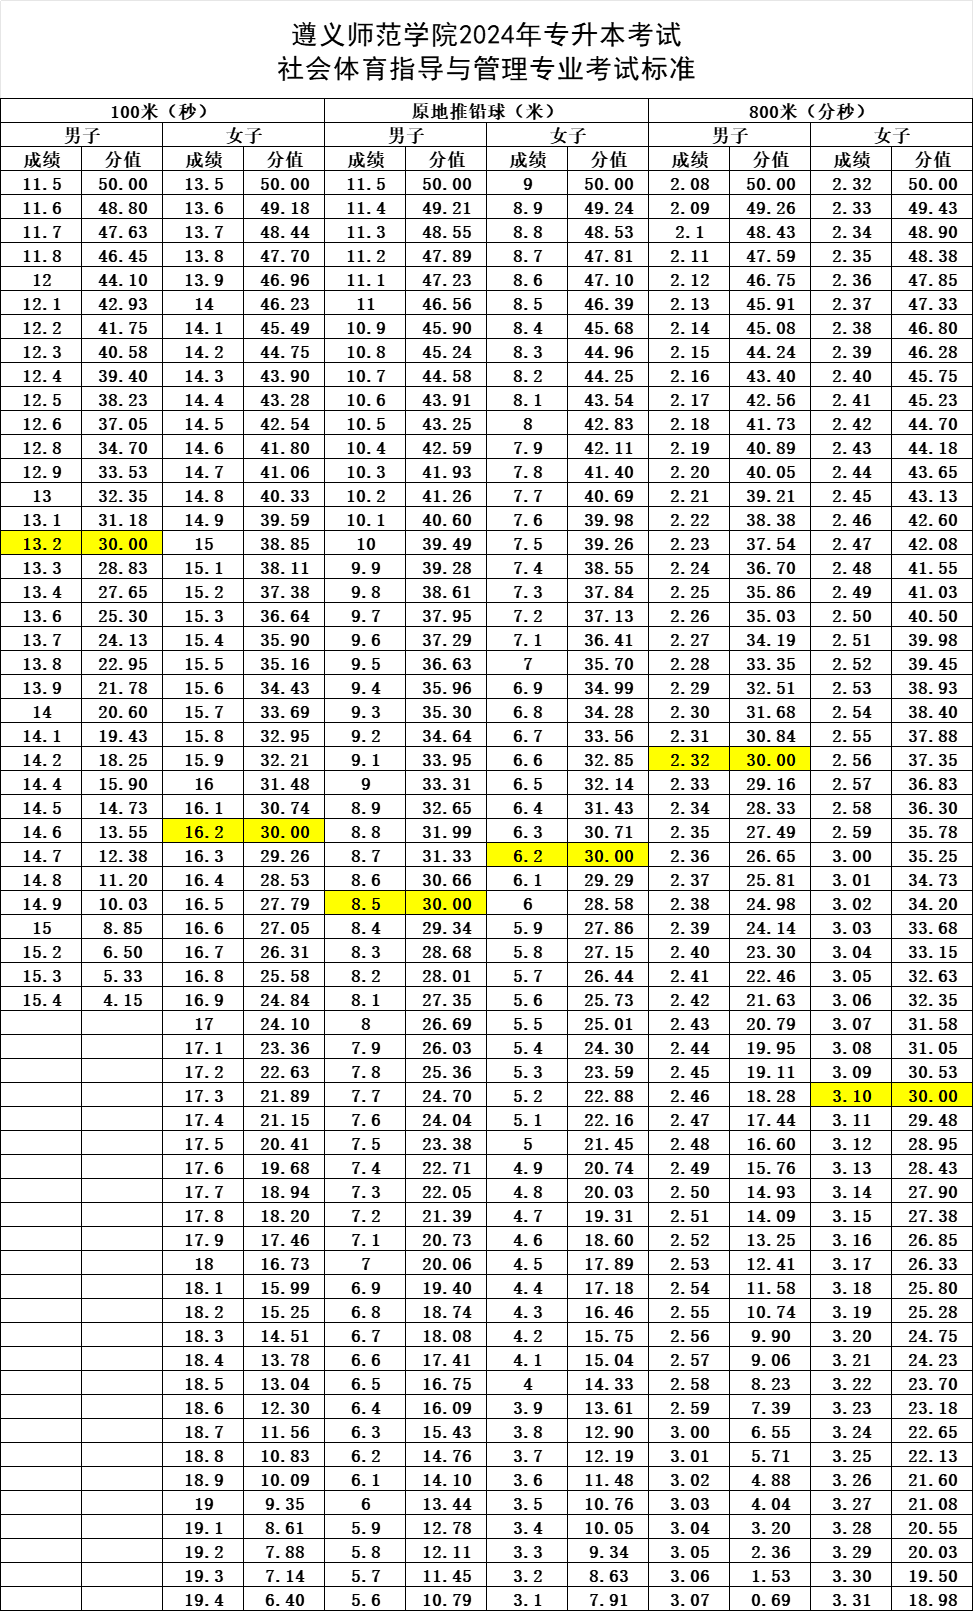 遵义师范学院2024年专升本考试
社会体育指导与管理专业考试标准
100米（秒） 原地推铅球（米） 800米（分秒）
男子 女子 男子 女子 男子 女子
成绩 分值 成绩 分值 成绩 分值 成绩 分值 成绩 分值 成绩 分值
11.5 50.00 13.5 50.00 11.5 50.00 9 50.00 2.08 50.00 2.32 50.00
11.6 48.80 13.6 49.18 11.4 49.21 8.9 49.24 2.09 49.26 2.33 49.43
11.7 47.63 13.7 48.44 11.3 48.55 8.8 48.53 2.1 48.43 2.34 48.90
11.8 46.45 13.8 47.70 11.2 47.89 8.7 47.81 2.11 47.59 2.35 48.38
12 44.10 13.9 46.96 11.1 47.23 8.6 47.10 2.12 46.75 2.36 47.85
12.1 42.93 14 46.23 11 46.56 8.5 46.39 2.13 45.91 2.37 47.33
12.2 41.75 14.1 45.49 10.9 45.90 8.4 45.68 2.14 45.08 2.38 46.80
12.3 40.58 14.2 44.75 10.8 45.24 8.3 44.96 2.15 44.24 2.39 46.28
12.4 39.40 14.3 43.90 10.7 44.58 8.2 44.25 2.16 43.40 2.40 45.75
12.5 38.23 14.4 43.28 10.6 43.91 8.1 43.54 2.17 42.56 2.41 45.23
12.6 37.05 14.5 42.54 10.5 43.25 8 42.83 2.18 41.73 2.42 44.70
12.8 34.70 14.6 41.80 10.4 42.59 7.9 42.11 2.19 40.89 2.43 44.18
12.9 33.53 14.7 41.06 10.3 41.93 7.8 41.40 2.20 40.05 2.44 43.65
13 32.35 14.8 40.33 10.2 41.26 7.7 40.69 2.21 39.21 2.45 43.13
13.1 31.18 14.9 39.59 10.1 40.60 7.6 39.98 2.22 38.38 2.46 42.60
13.2 30.00 15 38.85 10 39.49 7.5 39.26 2.23 37.54 2.47 42.08
13.3 28.83 15.1 38.11 9.9 39.28 7.4 38.55 2.24 36.70 2.48 41.55
13.4 27.65 15.2 37.38 9.8 38.61 7.3 37.84 2.25 35.86 2.49 41.03
13.6 25.30 15.3 36.64 9.7 37.95 7.2 37.13 2.26 35.03 2.50 40.50
13.7 24.13 15.4 35.90 9.6 37.29 7.1 36.41 2.27 34.19 2.51 39.98
13.8 22.95 15.5 35.16 9.5 36.63 7 35.70 2.28 33.35 2.52 39.45
13.9 21.78 15.6 34.43 9.4 35.96 6.9 34.99 2.29 32.51 2.53 38.93
14 20.60 15.7 33.69 9.3 35.30 6.8 34.28 2.30 31.68 2.54 38.40
14.1 19.43 15.8 32.95 9.2 34.64 6.7 33.56 2.31 30.84 2.55 37.88
14.2 18.25 15.9 32.21 9.1 33.95 6.6 32.85 2.32 30.00 2.56 37.35
14.4 15.90 16 31.48 9 33.31 6.5 32.14 2.33 29.16 2.57 36.83
14.5 14.73 16.1 30.74 8.9 32.65 6.4 31.43 2.34 28.33 2.58 36.30
14.6 13.55 16.2 30.00 8.8 31.99 6.3 30.71 2.35 27.49 2.59 35.78
14.7 12.38 16.3 29.26 8.7 31.33 6.2 30.00 2.36 26.65 3.00 35.25
14.8 11.20 16.4 28.53 8.6 30.66 6.1 29.29 2.37 25.81 3.01 34.73
14.9 10.03 16.5 27.79 8.5 30.00 6 28.58 2.38 24.98 3.02 34.20
15 8.85 16.6 27.05 8.4 29.34 5.9 27.86 2.39 24.14 3.03 33.68
15.2 6.50 16.7 26.31 8.3 28.68 5.8 27.15 2.40 23.30 3.04 33.15
15.3 5.33 16.8 25.58 8.2 28.01 5.7 26.44 2.41 22.46 3.05 32.63
15.4 4.15 16.9 24.84 8.1 27.35 5.6 25.73 2.42 21.63 3.06 32.35
17 24.10 8 26.69 5.5 25.01 2.43 20.79 3.07 31.58
17.1 23.36 7.9 26.03 5.4 24.30 2.44 19.95 3.08 31.05
17.2 22.63 7.8 25.36 5.3 23.59 2.45 19.11 3.09 30.53
17.3 21.89 7.7 24.70 5.2 22.88 2.46 18.28 3.10 30.00
17.4 21.15 7.6 24.04 5.1 22.16 2.47 17.44 3.11 29.48
17.5 20.41 7.5 23.38 5 21.45 2.48 16.60 3.12 28.95
17.6 19.68 7.4 22.71 4.9 20.74 2.49 15.76 3.13 28.43
17.7 18.94 7.3 22.05 4.8 20.03 2.50 14.93 3.14 27.90
17.8 18.20 7.2 21.39 4.7 19.31 2.51 14.09 3.15 27.38
17.9 17.46 7.1 20.73 4.6 18.60 2.52 13.25 3.16 26.85
18 16.73 7 20.06 4.5 17.89 2.53 12.41 3.17 26.33
18.1 15.99 6.9 19.40 4.4 17.18 2.54 11.58 3.18 25.80
18.2 15.25 6.8 18.74 4.3 16.46 2.55 10.74 3.19 25.28
18.3 14.51 6.7 18.08 4.2 15.75 2.56 9.90 3.20 24.75
18.4 13.78 6.6 17.41 4.1 15.04 2.57 9.06 3.21 24.23
18.5 13.04 6.5 16.75 4 14.33 2.58 8.23 3.22 23.70
18.6 12.30 6.4 16.09 3.9 13.61 2.59 7.39 3.23 23.18
18.7 11.56 6.3 15.43 3.8 12.90 3.00 6.55 3.24 22.65
18.8 10.83 6.2 14.76 3.7 12.19 3.01 5.71 3.25 22.13
18.9 10.09 6.1 14.10 3.6 11.48 3.02 4.88 3.26 21.60
19 9.35 6 13.44 3.5 10.76 3.03 4.04 3.27 21.08
19.1 8.61 5.9 12.78 3.4 10.05 3.04 3.20 3.28 20.55
19.2 7.88 5.8 12.11 3.3 9.34 3.05 2.36 3.29 20.03
19.3 7.14 5.7 11.45 3.2 8.63 3.06 1.53 3.30 19.50
19.4 6.40 5.6 10.79 3.1 7.91 3.07 0.69 3.31 18.98